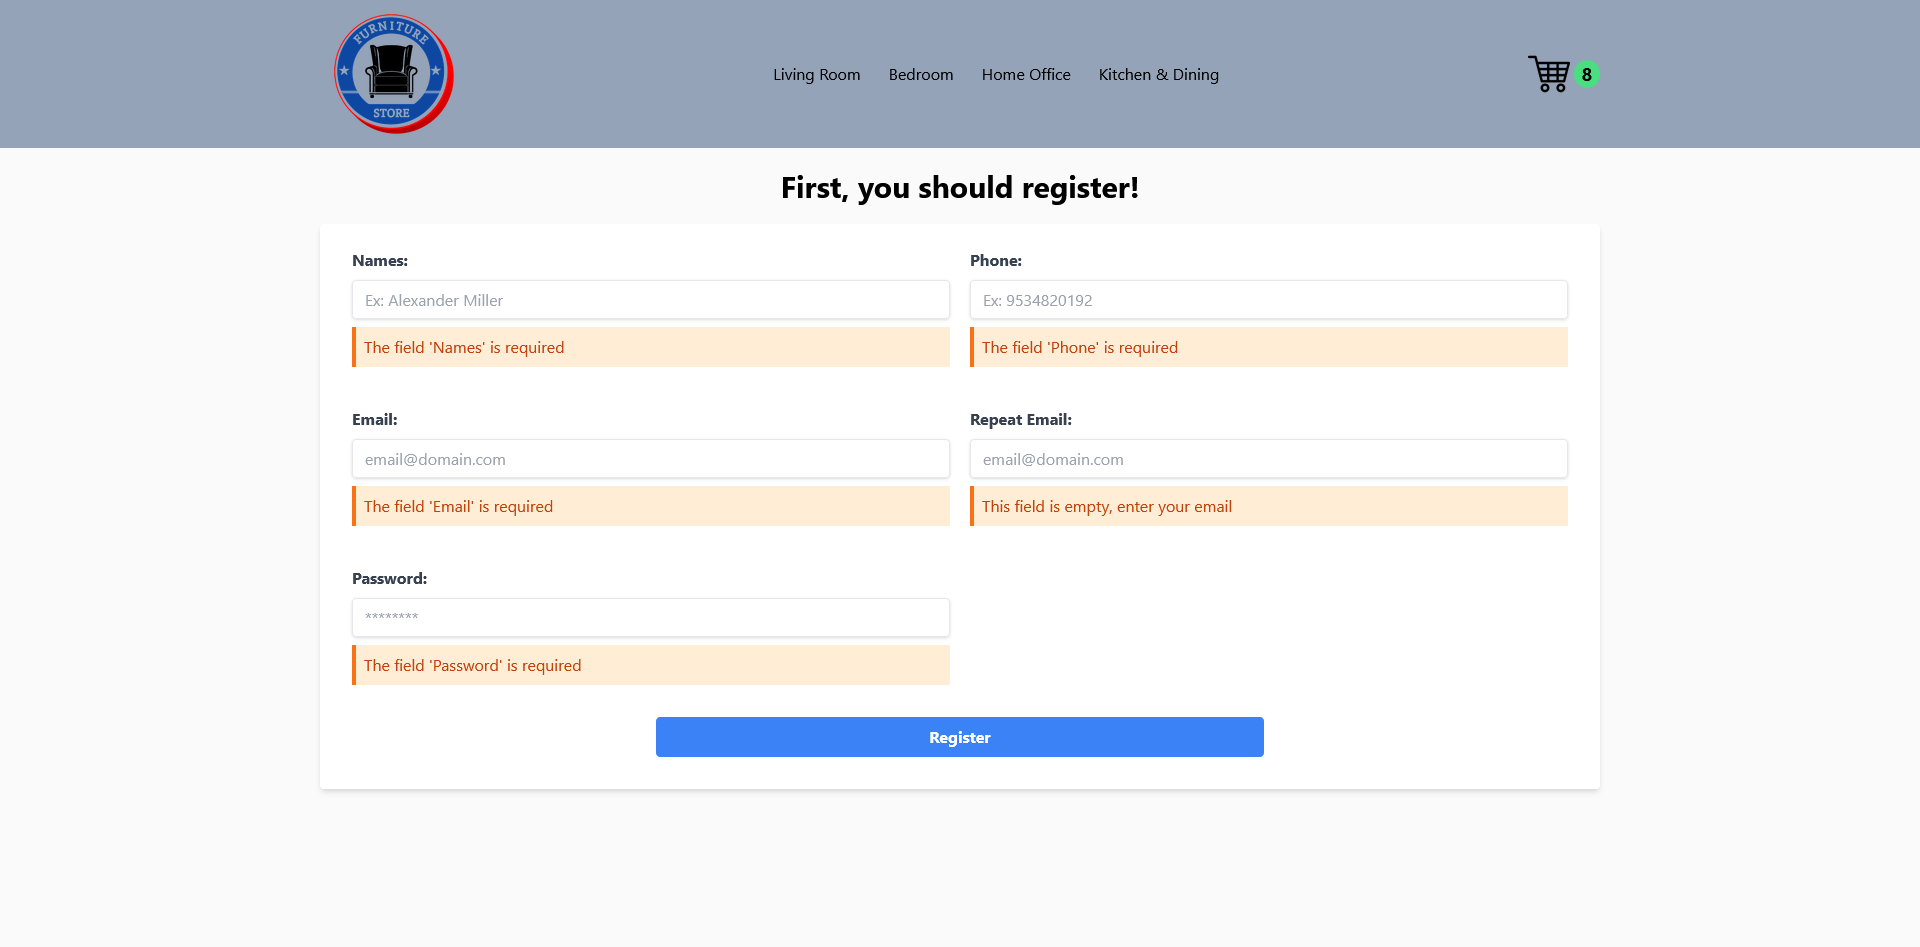 FURNITURE
STORE
Living Room
Bedroom
Home Office
Kitchen & Dining
8
First, you should register!
Names:
Phone:
Ex: Alexander Miller
Ex: 9534820192
The field 'Names' is required
The field 'Phone' is required
Email:
Repeat Email:
email@domain.com
email@domain.com
The field 'Email' is required
This field is empty, enter your email
Password:
********
The field 'Password' is required
Register